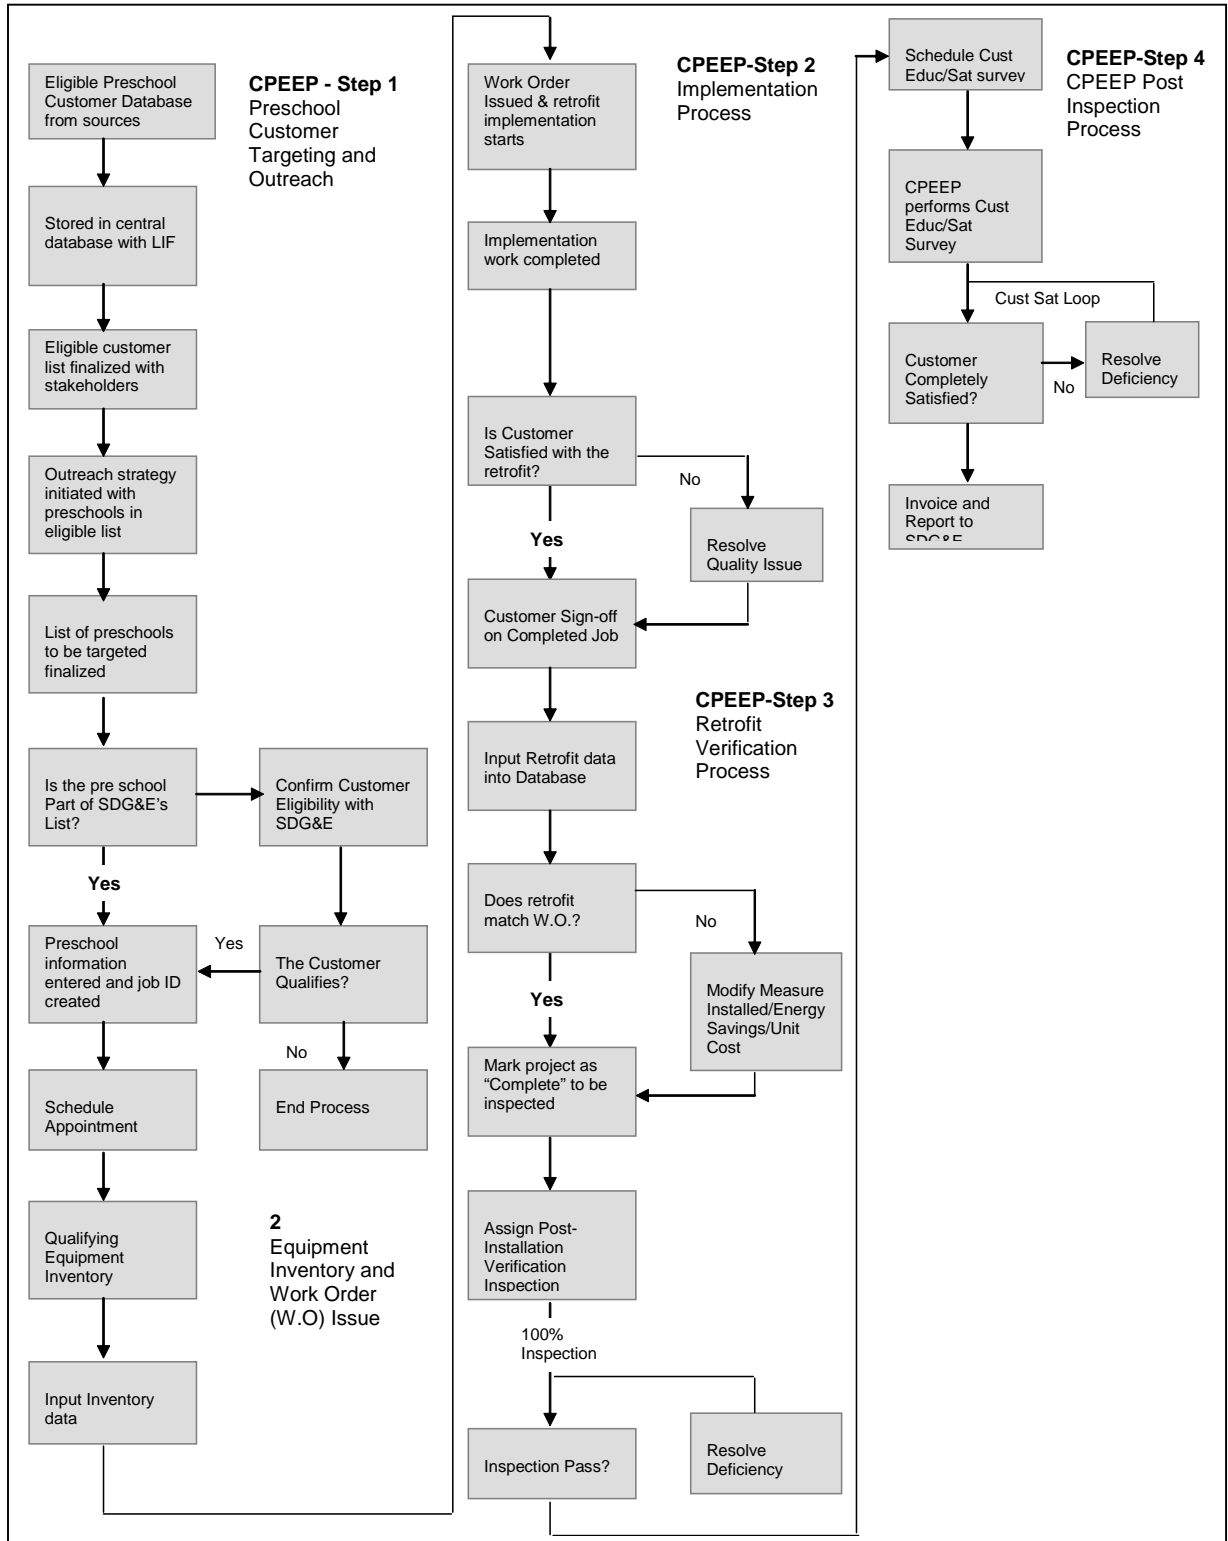 Eligible Preschool
Customer Database
from sources
CPEEP - Step 1
Preschool
Customer
Targeting and
Outreach
Stored in central
database with LIF
Eligible customer
list finalized with
stakeholders
Outreach strategy
initiated with
preschools in
eligible list
List of preschools
to be targeted
finalized
Is the pre school
Part of SDG&E's
List?
Confirm Customer
Eligibility with
SDG&E
Yes
Preschool
information
entered and job ID
created
Yes
The Customer
Qualifies?
No
End Process
Schedule
Appointment
Qualifying
Equipment
Inventory
2
Equipment
Inventory and
Work Order
(W.O) Issue
Input Inventory
data
Work Order
Issued & retrofit
implementation
starts
CPEEP-Step 2
Implementation
Process
Implementation
work completed
Is Customer
Satisfied with the
retrofit?
No
Yes
Resolve
Quality Issue
Customer Sign-off
on Completed Job
CPEEP-Step 3
Retrofit
Verification
Process
Input Retrofit data
into Database
Does retrofit
match W.O.?
No
Yes
Modify Measure
Installed/Energy
Savings/Unit
Cost
Mark project as
“Complete” to be
inspected
Assign Post-
Installation
Verification
Inspection
100%
Inspection
Inspection Pass?
Resolve
Deficiency
Schedule Cust
Educ/Sat survey
CPEEP-Step 4
CPEEP Post
Inspection
Process
CPEEP
performs Cust
Educ/Sat
Survey
Cust Sat Loop
Customer
Completely
Satisfied?
No
Resolve
Deficiency
Invoice and
Report to
SDG&E